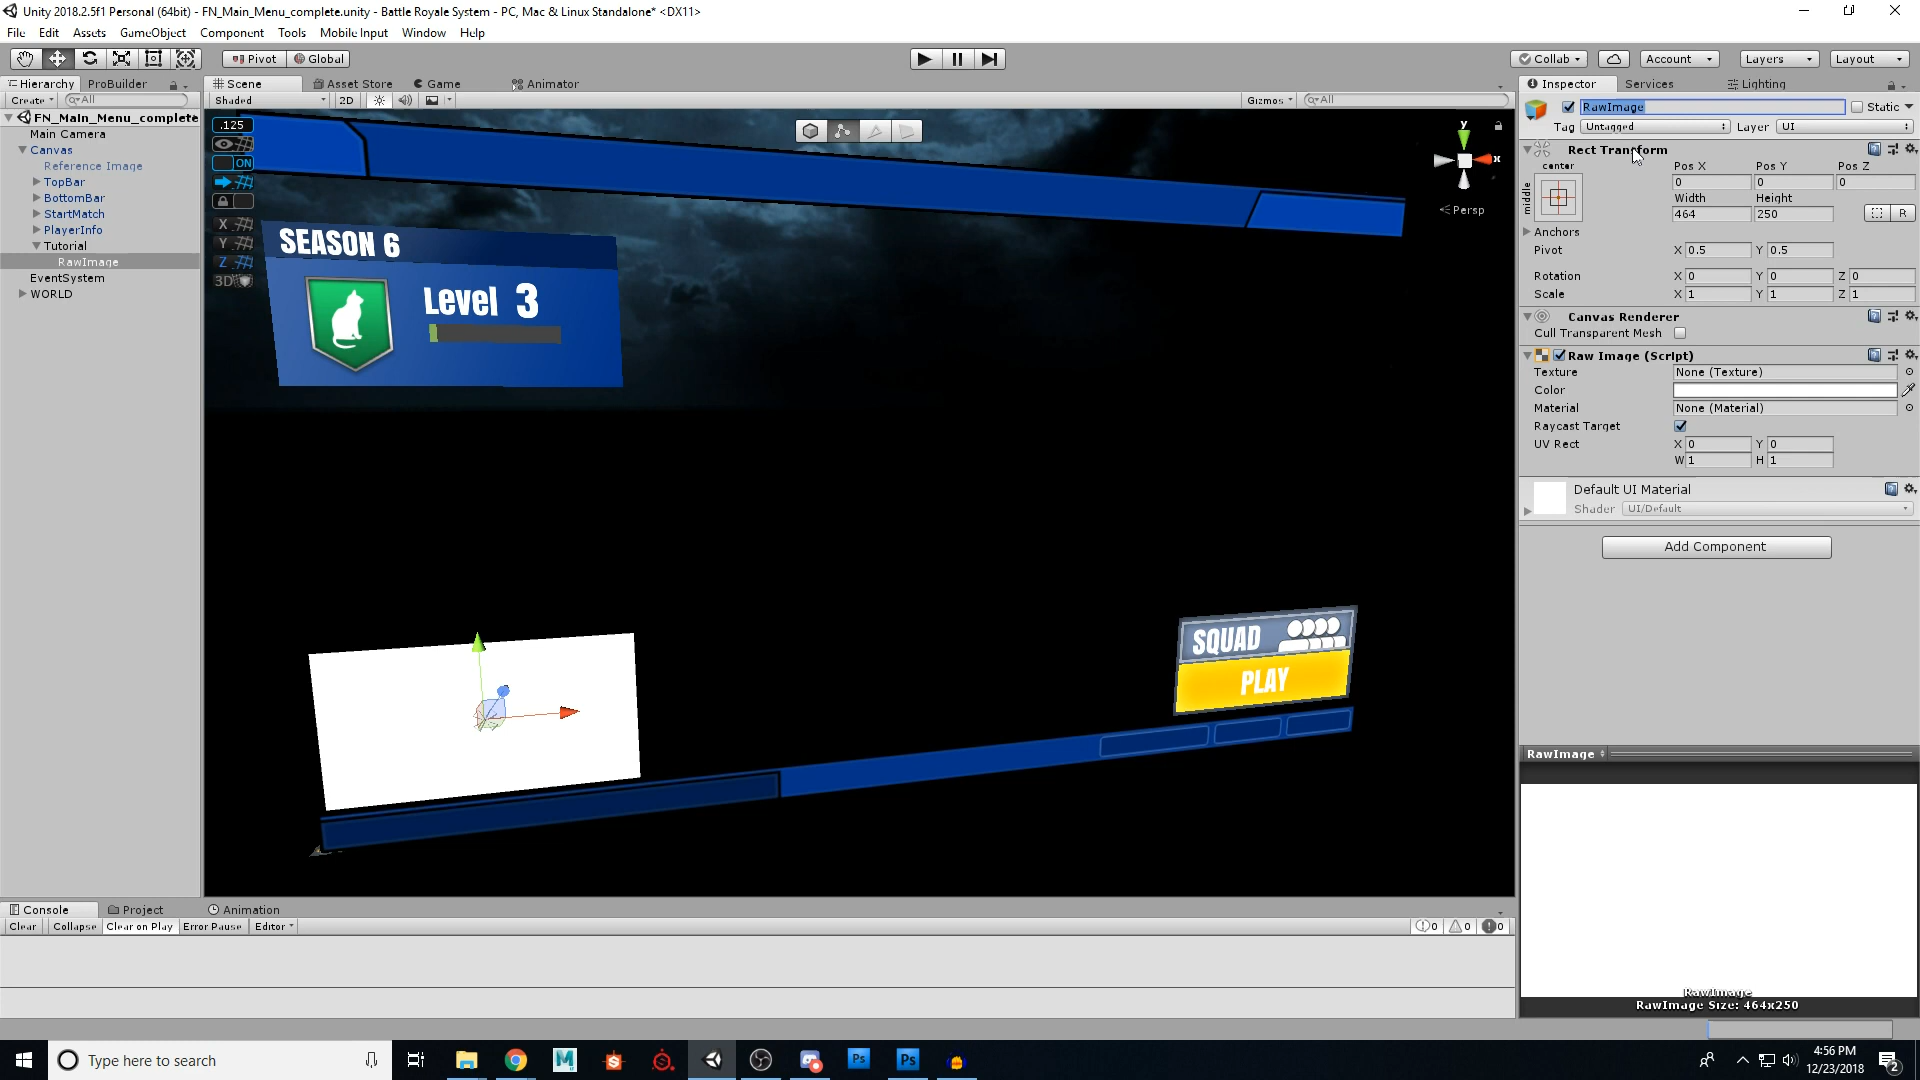 Unity 2018.2.5f1 Personal (64bit) - FN_Main_Menu_complete.unity - Battle Royale System - PC, Mac & Linux Standalone* <DX11>
File Edit Assets GameObject Component Tools Mobile Input Window Help
Pivot Global Collab Account Layers Layout
Hierarchy ProBuilder Scene Asset Store Game Animator Inspector Services Lighting
Create All Shaded 2D Gizmos All
FN_Main_Menu_complete
Main Camera
Canvas
Reference Image
TopBar
BottomBar
StartMatch
PlayerInfo
Tutorial
RawImage
EventSystem
WORLD
.125
ON
X
Y
Z
3D
y
x
Persp
SEASON 6
Level 3
SQUAD
PLAY
RawImage Static
Tag Untagged Layer UI
Rect Transform
center Pos X Pos Y Pos Z
middle 0 0 0
Width Height
464 250 R
Anchors
Pivot X 0.5 Y 0.5
Rotation X 0 Y 0 Z 0
Scale X 1 Y 1 Z 1
Canvas Renderer
Cull Transparent Mesh
Raw Image (Script)
Texture None (Texture)
Color
Material None (Material)
Raycast Target
UV Rect X 0 Y 0
W 1 H 1
Default UI Material
Shader UI/Default
Add Component
RawImage
RawImage
RawImage Size: 464x250
Console Project Animation
Clear Collapse Clear on Play Error Pause Editor 0 0 0
Type here to search
Ps Ps
4:56 PM
12/23/2018
2